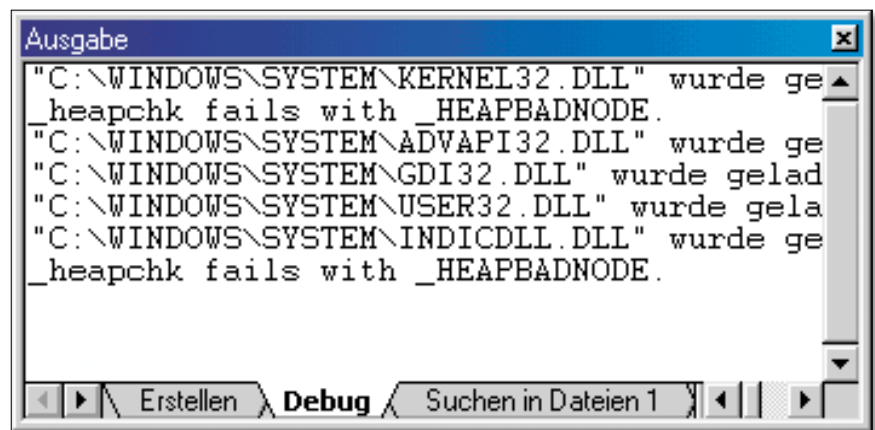 Ausgabe
"C:\WINDOWS\SYSTEM\KERNEL32.DLL" wurde ge
_heapchk fails with _HEAPBADNODE.
"C:\WINDOWS\SYSTEM\ADVAPI32.DLL" wurde ge
"C:\WINDOWS\SYSTEM\GDI32.DLL" wurde gelad
"C:\WINDOWS\SYSTEM\USER32.DLL" wurde gela
"C:\WINDOWS\SYSTEM\INDICDLL.DLL" wurde ge
_heapchk fails with _HEAPBADNODE.
Erstellen Debug Suchen in Dateien 1